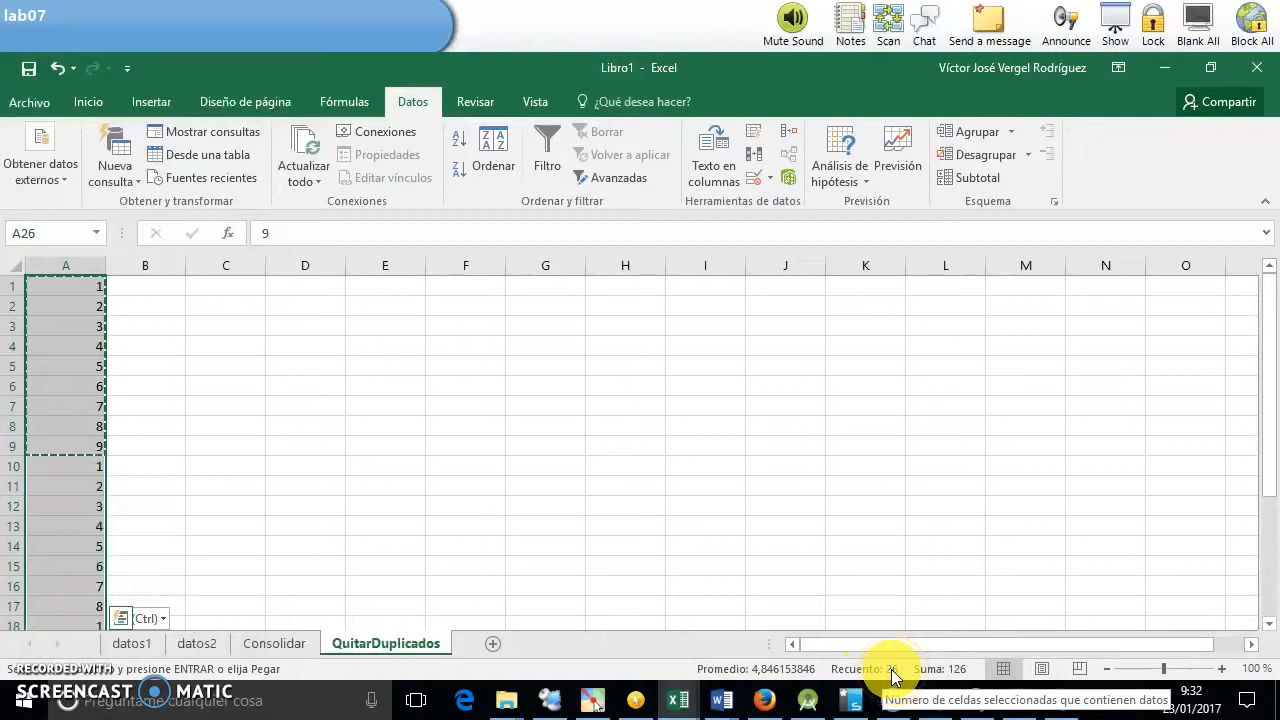 lab07
Mute Sound Notes Scan Chat Send a message Announce Show Lock Blank All Block All
Libro1 - Excel
Víctor José Vergel Rodríguez
Archivo Inicio Insertar Diseño de página Fórmulas Datos Revisar Vista ¿Qué desea hacer? Compartir
Obtener datos externos
Nueva consulta
Mostrar consultas
Desde una tabla
Fuentes recientes
Obtener y transformar
Actualizar todo
Conexiones
Propiedades
Editar vínculos
Conexiones
Ordenar
Filtro
Borrar
Volver a aplicar
Avanzadas
Ordenar y filtrar
Texto en columnas
Herramientas de datos
Análisis de hipótesis
Previsión
Previsión
Agrupar
Desagrupar
Subtotal
Esquema
A26 fx 9
A B C D E F G H I J K L M N O
1 1
2 2
3 3
4 4
5 5
6 6
7 7
8 8
9 9
10 1
11 2
12 3
13 4
14 5
15 6
16 7
17 8
18 1
(Ctrl)
datos1 datos2 Consolidar QuitarDuplicados
y presione ENTRAR o elija Pegar
Promedio: 4,846153846 Recuento: 26 Suma: 126 100 %
RECORDED WITH
SCREENCAST MATIC
Pregúntame cualquier cosa
Número de celdas seleccionadas que contienen datos
9:32
23/01/2017